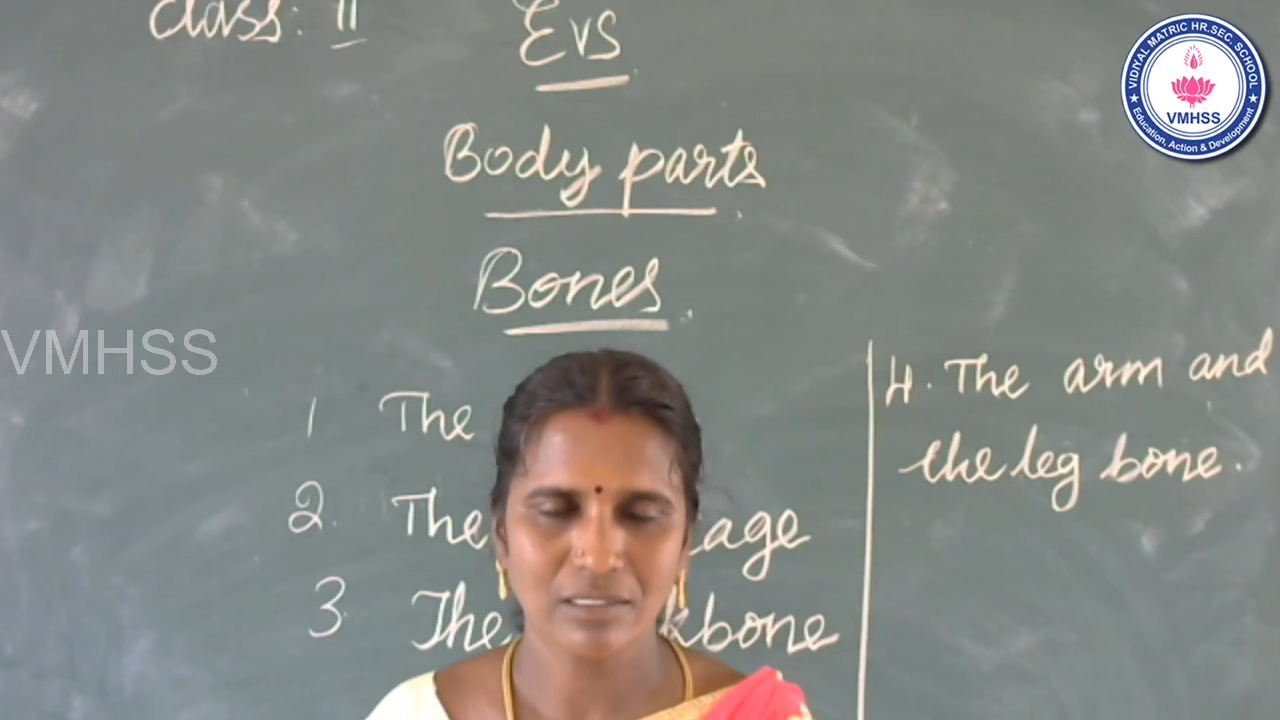 Class: II
Evs
Body parts
Bones
1 The
2. The cage
3. The kbone
4. The arm and
the leg bone.
VMHSS
VIDIYAL MATRIC HR.SEC. SCHOOL
VMHSS
Education, Action & Development